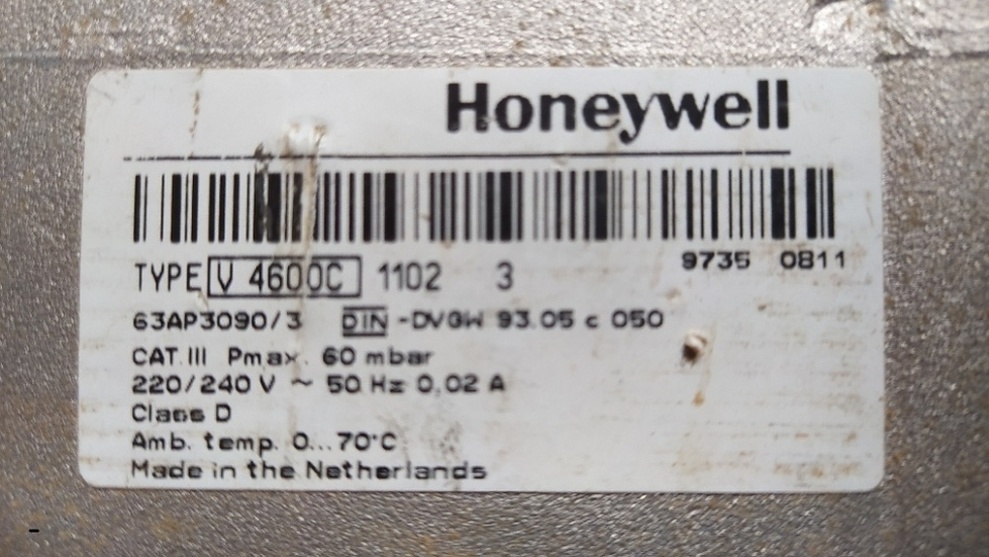 Honeywell
9735 0811
TYPE V 4600C 1102 3
63AP3090/3 DIN -DVGW 93.05 c 050
CAT.III Pmax. 60 mbar
220/240 V ~ 50 Hz 0,02 A
Class D
Amb. temp. 0...70°C
Made in the Netherlands